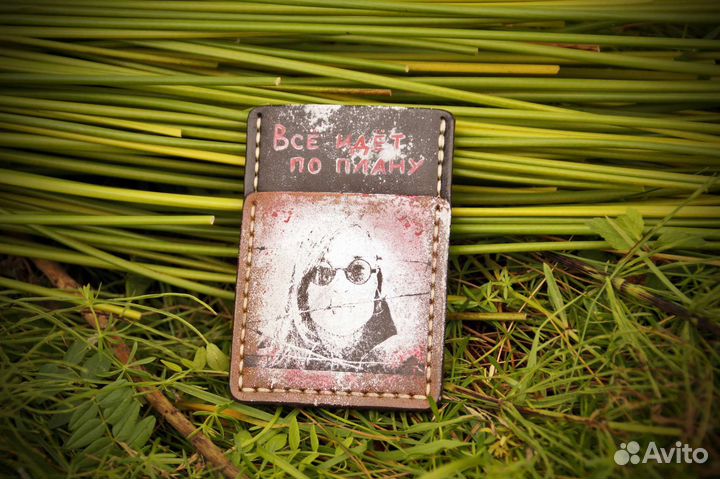 Всё идёт
по плану
Avito